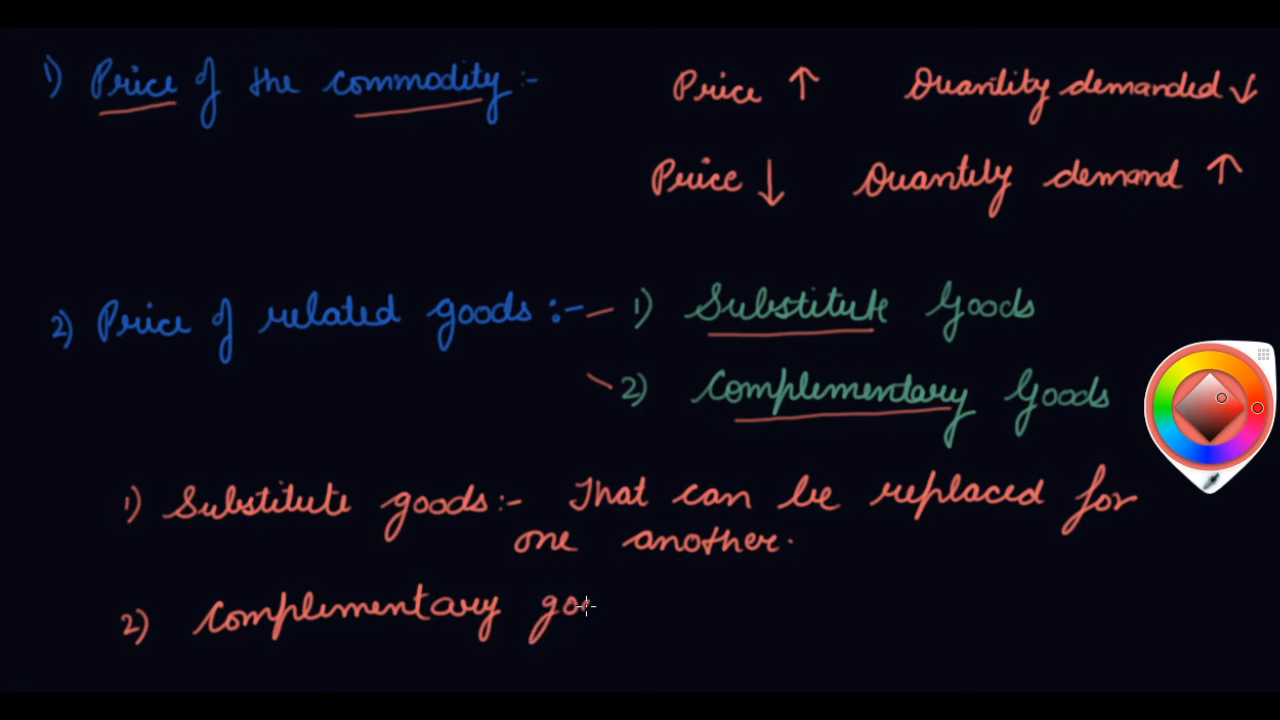 1) Price of the commodity :- Price ↑ Quantity demanded ↓
Price ↓ Quantity demand ↑
2) Price of related goods :- 1) Substitute Goods
2) Complementary Goods
1) Substitute goods :- That can be replaced for
one another.
2) Complementary go